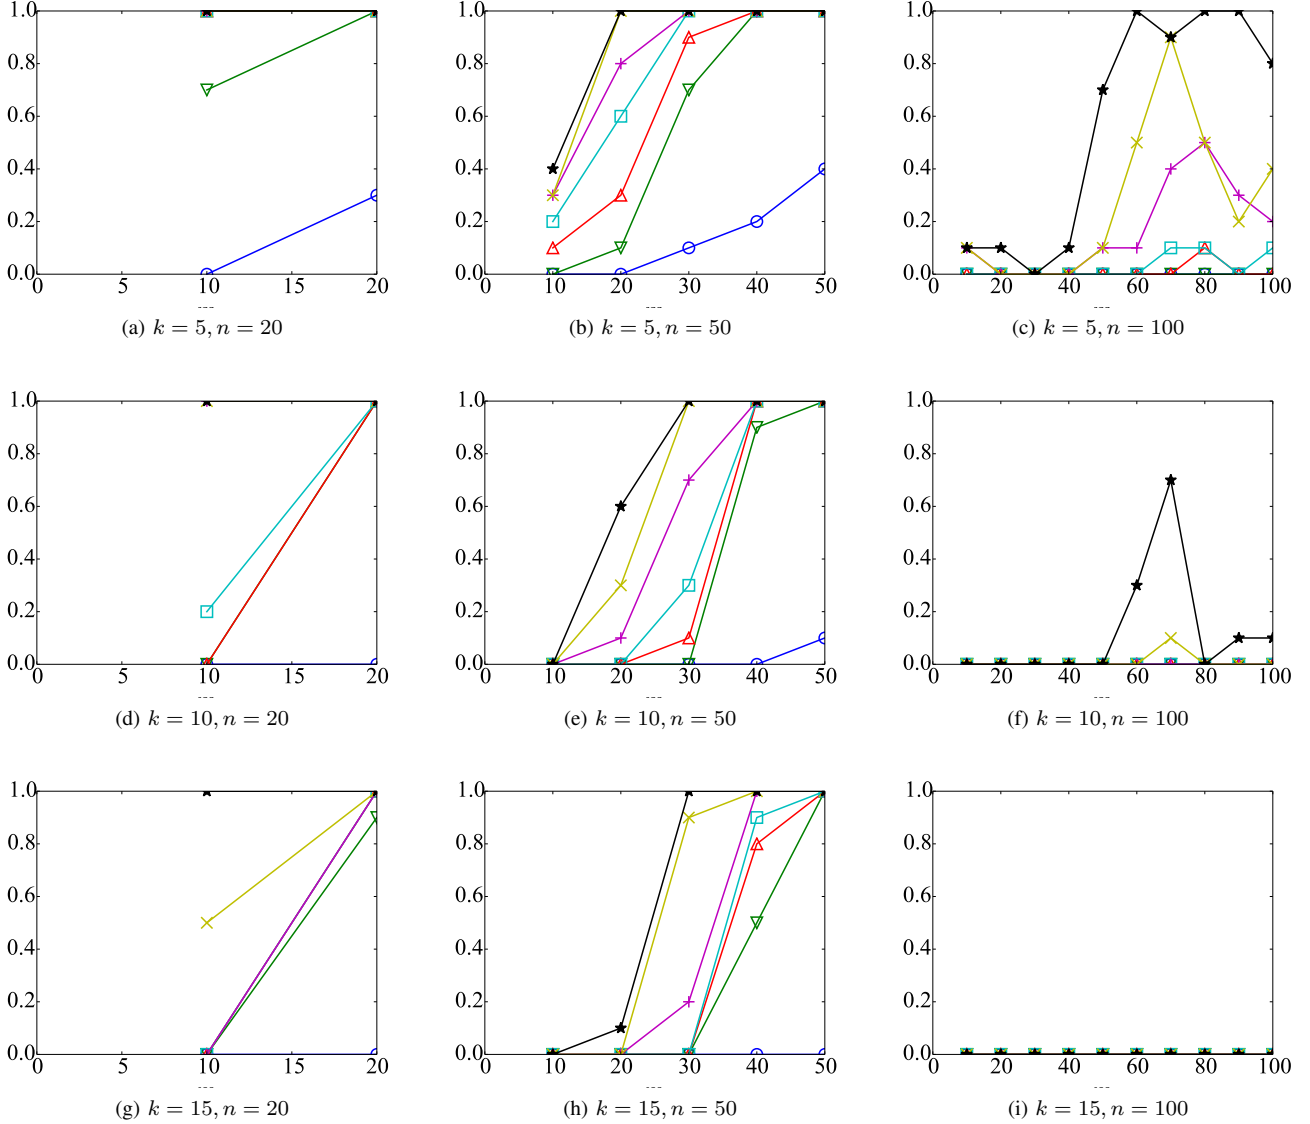 1.0 0.8 0.6 0.4 0.2 0.0
0 5 10 15 20
(a) k = 5, n = 20
1.0 0.8 0.6 0.4 0.2 0.0
0 10 20 30 40 50
(b) k = 5, n = 50
1.0 0.8 0.6 0.4 0.2 0.0
0 20 40 60 80 100
(c) k = 5, n = 100
1.0 0.8 0.6 0.4 0.2 0.0
0 5 10 15 20
(d) k = 10, n = 20
1.0 0.8 0.6 0.4 0.2 0.0
0 10 20 30 40 50
(e) k = 10, n = 50
1.0 0.8 0.6 0.4 0.2 0.0
0 20 40 60 80 100
(f) k = 10, n = 100
1.0 0.8 0.6 0.4 0.2 0.0
0 5 10 15 20
(g) k = 15, n = 20
1.0 0.8 0.6 0.4 0.2 0.0
0 10 20 30 40 50
(h) k = 15, n = 50
1.0 0.8 0.6 0.4 0.2 0.0
0 20 40 60 80 100
(i) k = 15, n = 100